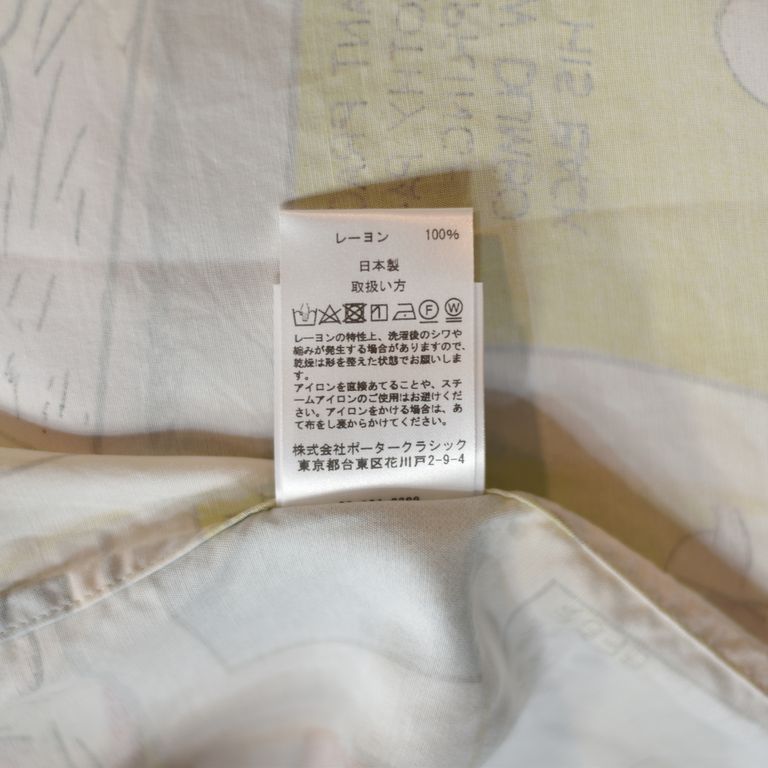 HIS BACK
DUMBO
レーヨン 100%
日本製
取扱い方
F W
レーヨンの特性上、洗濯後のシワや
縮みが発生する場合がありますので、
乾燥は形を整えた状態でお願いしま
す。
アイロンを直接あてることや、スチ
ームアイロンのご使用はお避けくだ
さい。アイロンをかける場合は、あ
て布をし裏からかけてください。
株式会社ポータークラシック
東京都台東区花川戸2-9-4